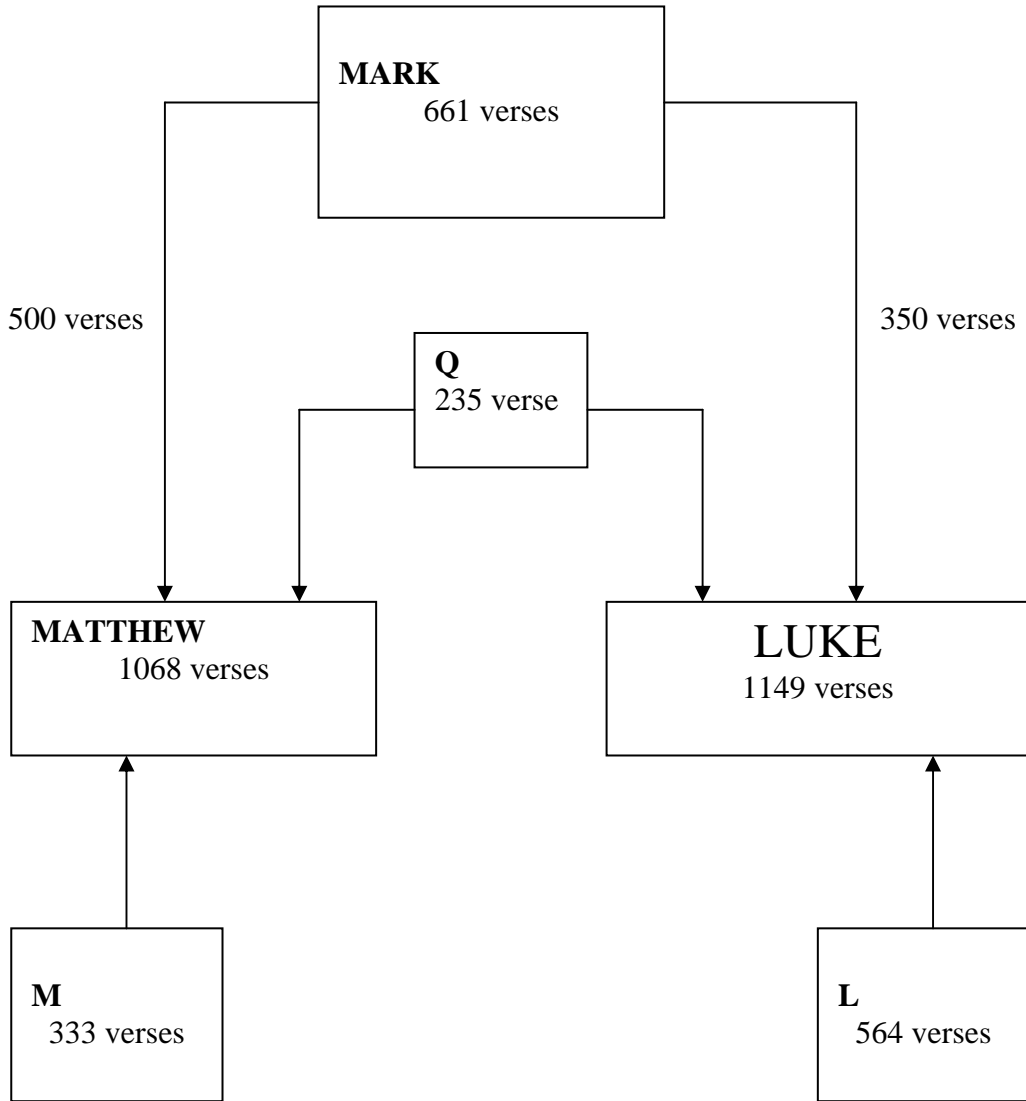 MARK
661 verses
500 verses
350 verses
Q
235 verse
MATTHEW
1068 verses
LUKE
1149 verses
M
333 verses
L
564 verses